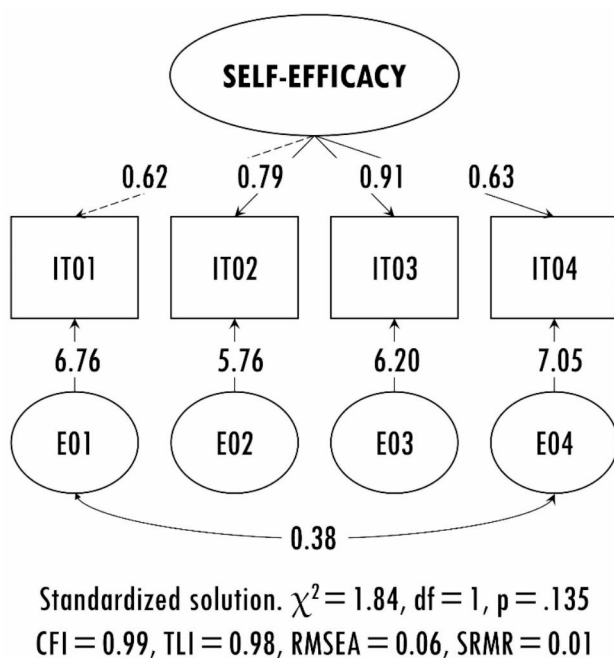 SELF-EFFICACY
0.62 0.79 0.91 0.63
IT01 IT02 IT03 IT04
6.76 5.76 6.20 7.05
E01 E02 E03 E04
0.38
Standardized solution. χ² = 1.84, df = 1, p = .135
CFI = 0.99, TLI = 0.98, RMSEA = 0.06, SRMR = 0.01